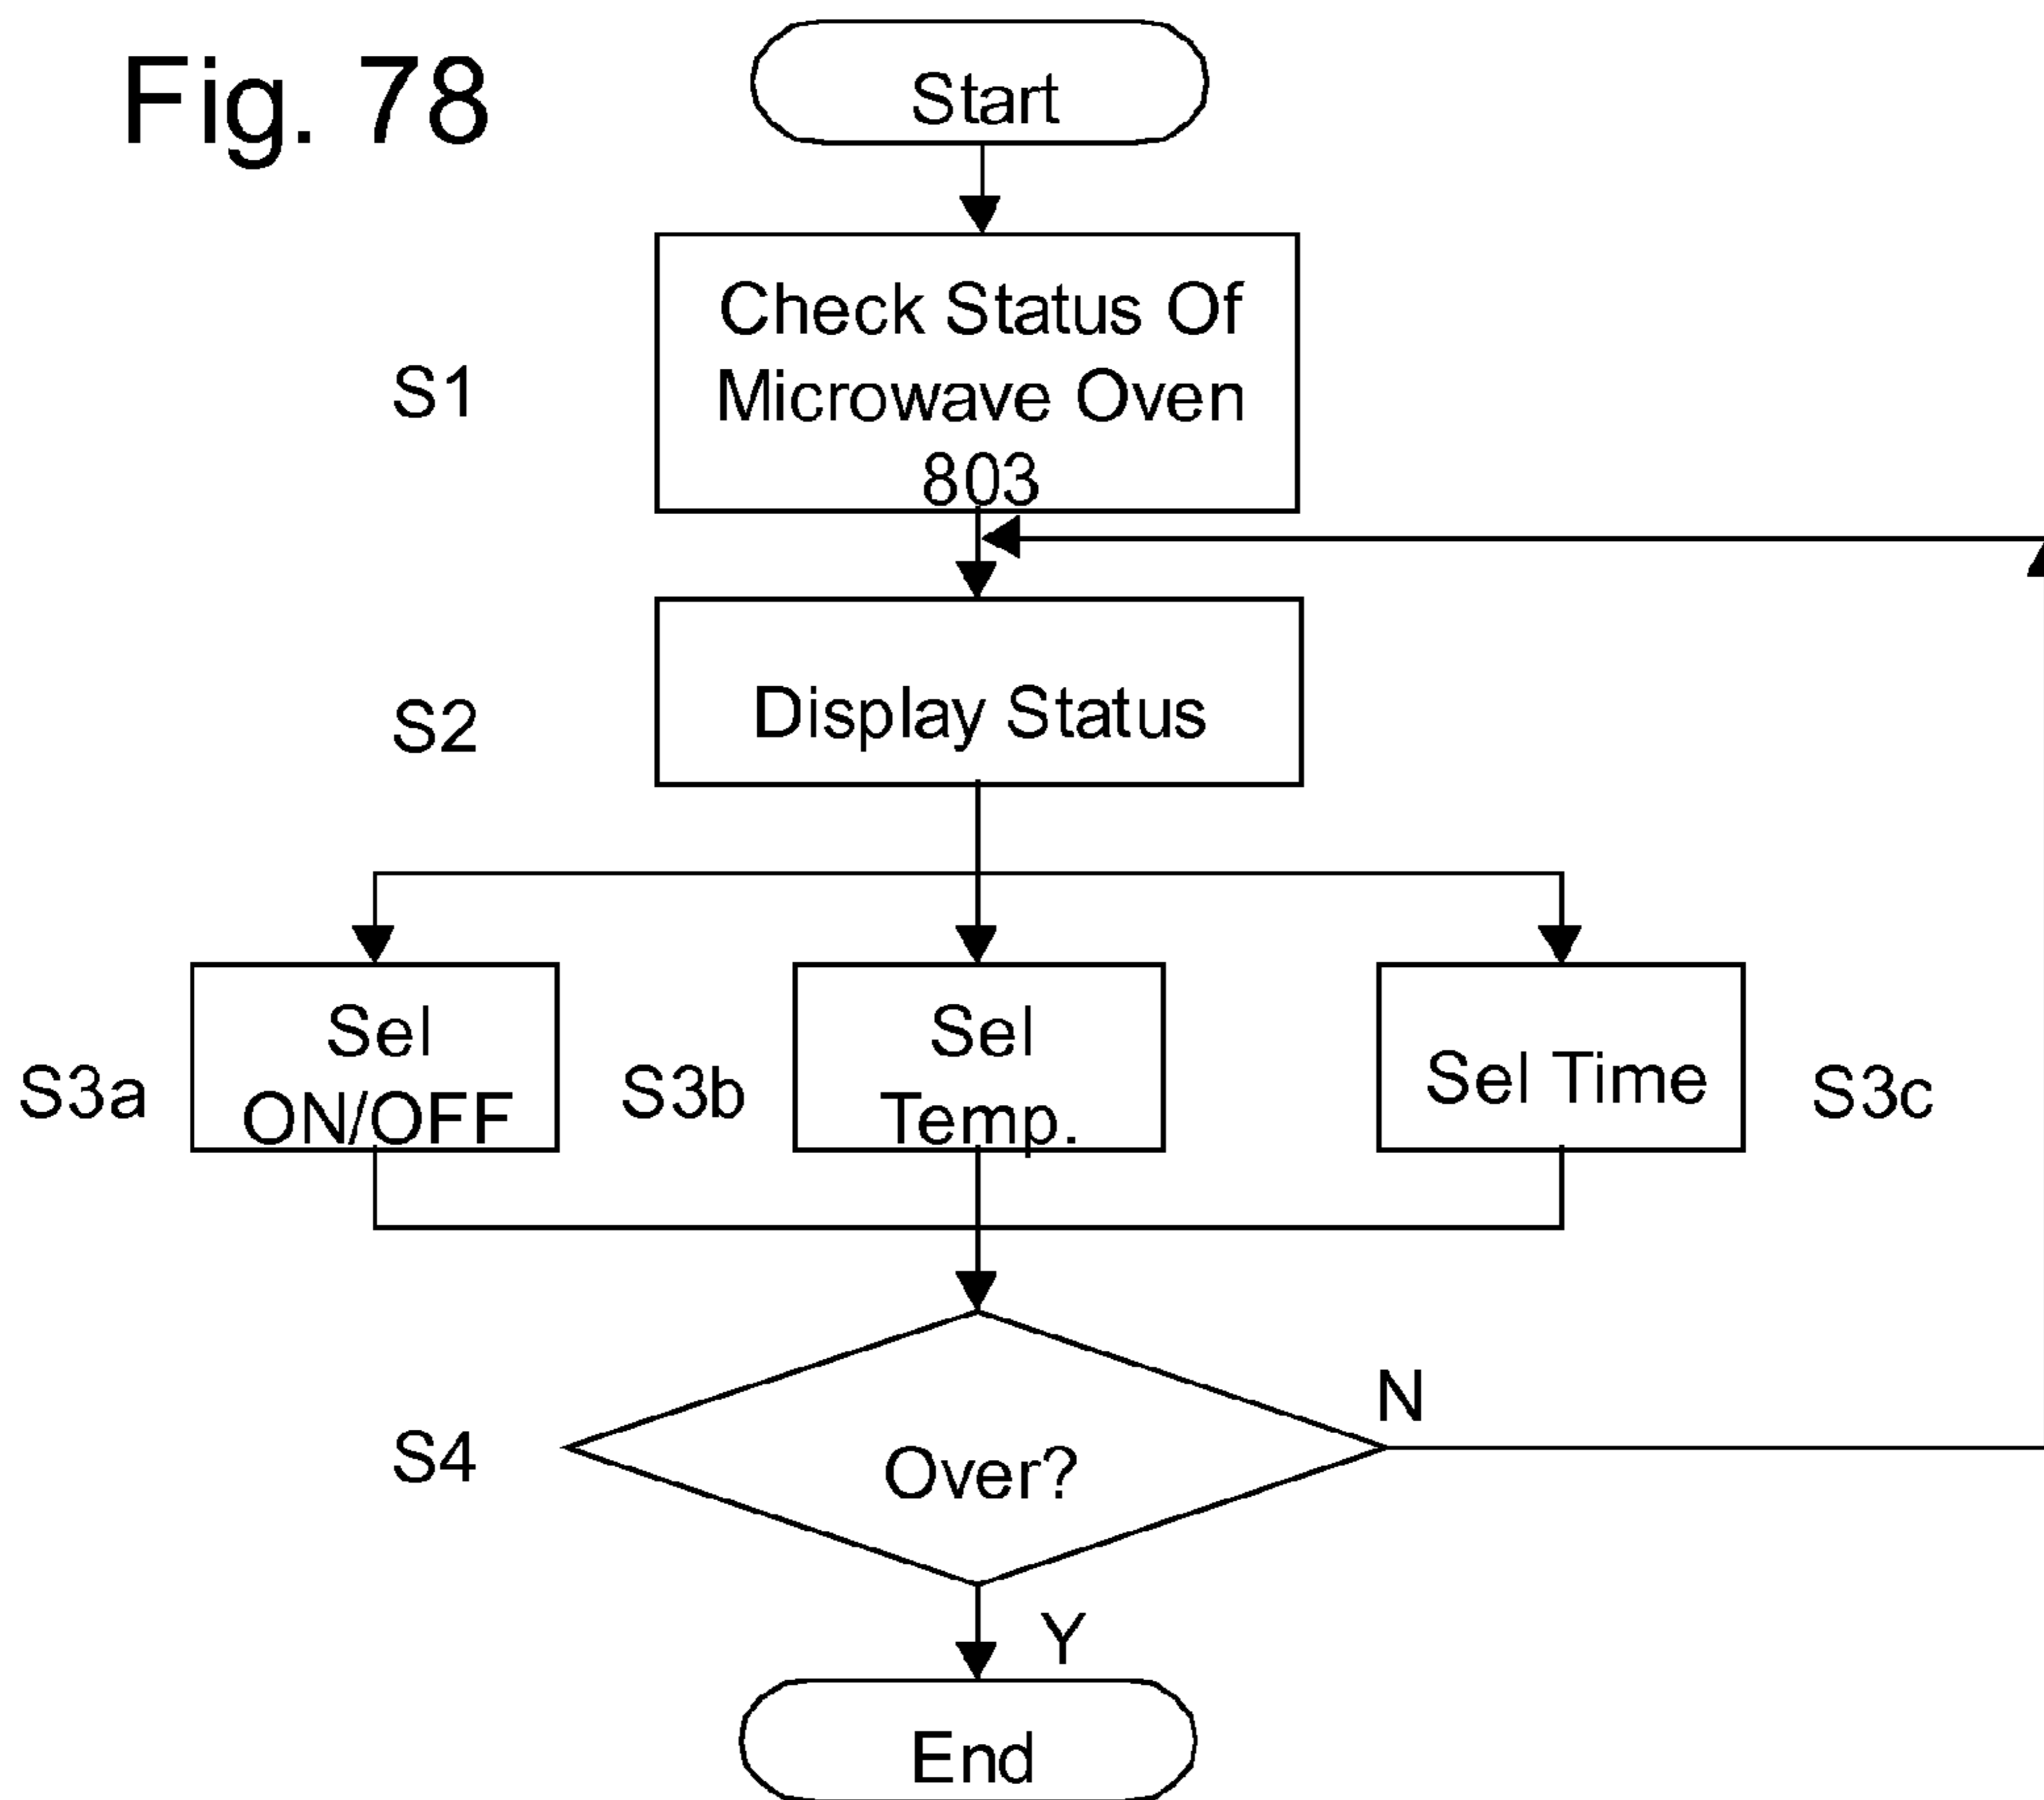 Fig. 78
Start
S1
Check Status Of
Microwave Oven
803
S2
Display Status
S3a
Sel
ON/OFF
S3b
Sel
Temp.
Sel Time
S3c
S4
Over?
N
Y
End